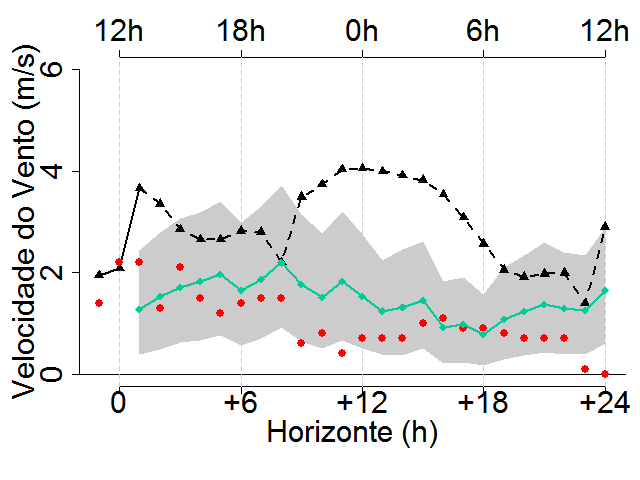 12h 18h 0h 6h 12h
Velocidade do Vento (m/s)
6
4
2
0
0 +6 +12 +18 +24
Horizonte (h)